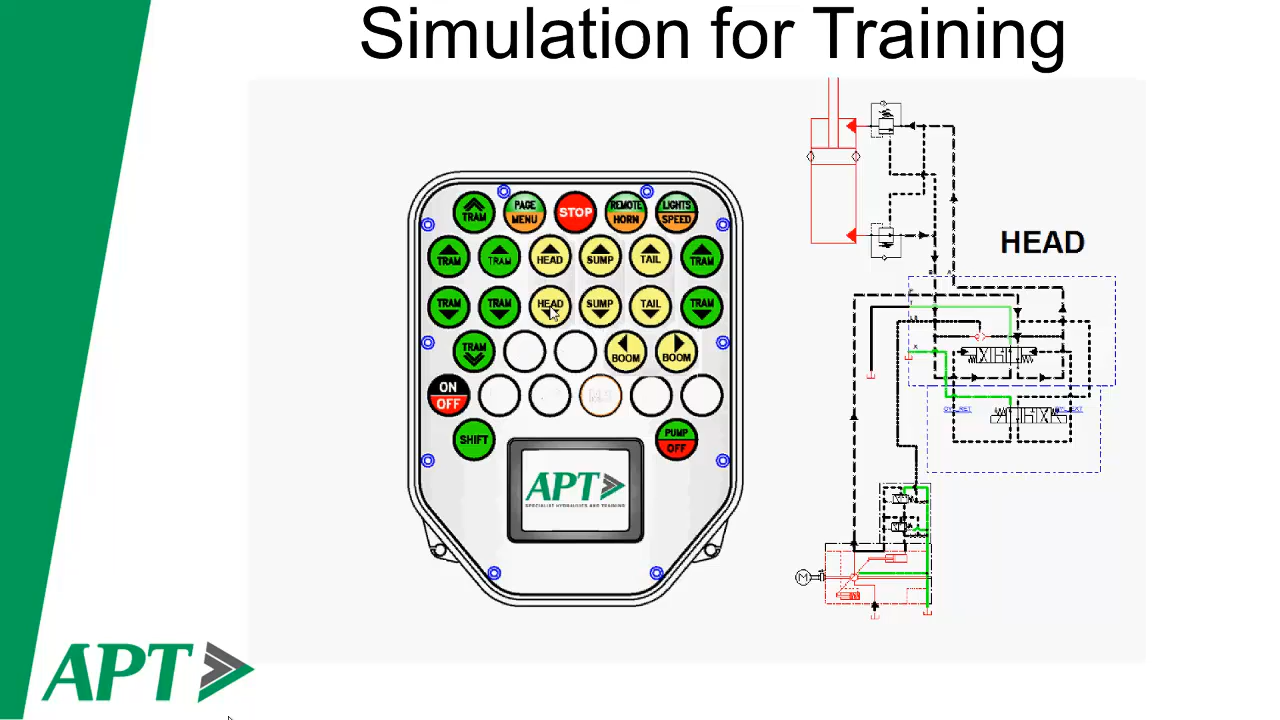 Simulation for Training
TRAM
PAGE
MENU
STOP
REMOTE
HORN
LIGHTS
SPEED
TRAM
TRAM
HEAD
SUMP
TAIL
TRAM
TRAM
TRAM
HEAD
SUMP
TAIL
TRAM
TRAM
BOOM
BOOM
ON
OFF
SHIFT
PUMP
OFF
APT
SPECIALIST HYDRAULICS AND TRAINING
HEAD
M
APT